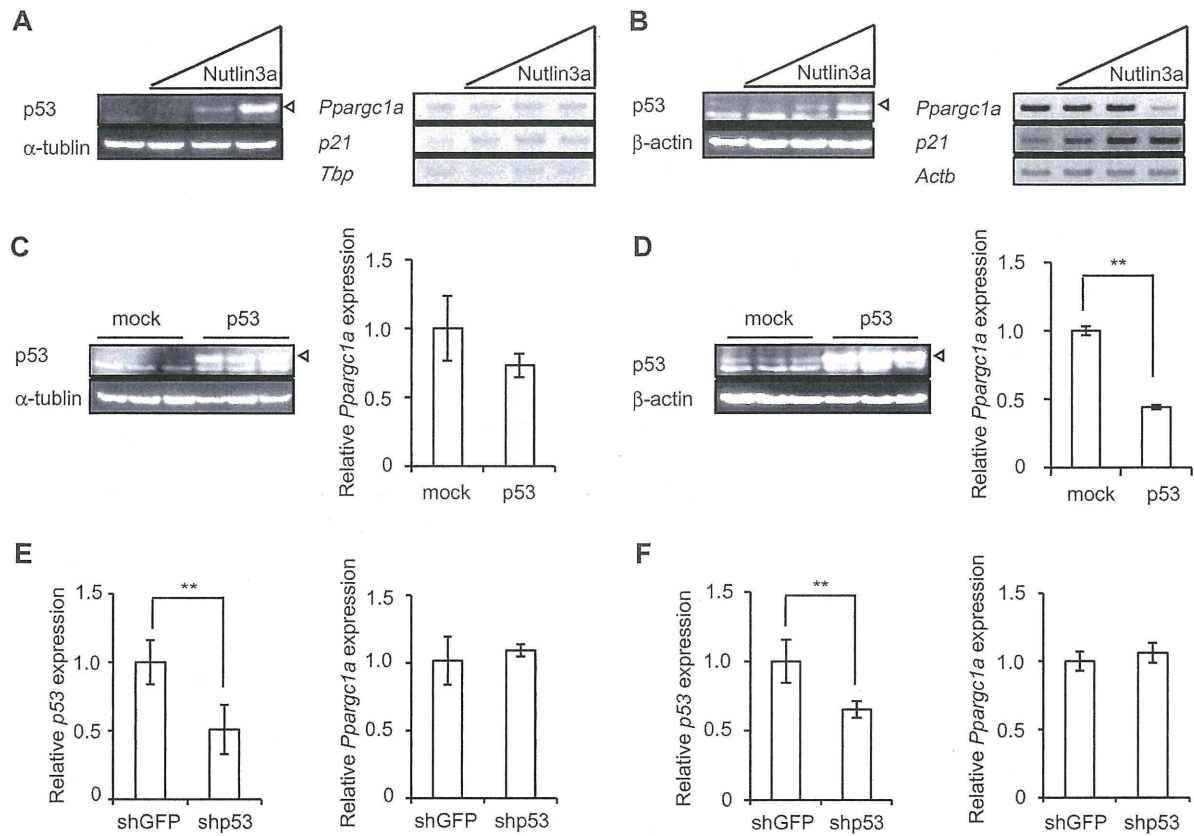 A
Nutlin3a
p53
α-tublin
Ppargc1a
p21
Tbp
Nutlin3a
B
Nutlin3a
p53
β-actin
Ppargc1a
p21
Actb
Nutlin3a
C
mock p53
p53
α-tublin
Relative Ppargc1a expression
1.5
1.0
0.5
0
mock p53
D
mock p53
p53
β-actin
Relative Ppargc1a expression
1.5
**
1.0
0.5
0
mock p53
E
Relative p53 expression
1.5
**
1.0
0.5
0
shGFP shp53
Relative Ppargc1a expression
1.5
1.0
0.5
0
shGFP shp53
F
Relative p53 expression
1.5
**
1.0
0.5
0
shGFP shp53
Relative Ppargc1a expression
1.5
1.0
0.5
0
shGFP shp53